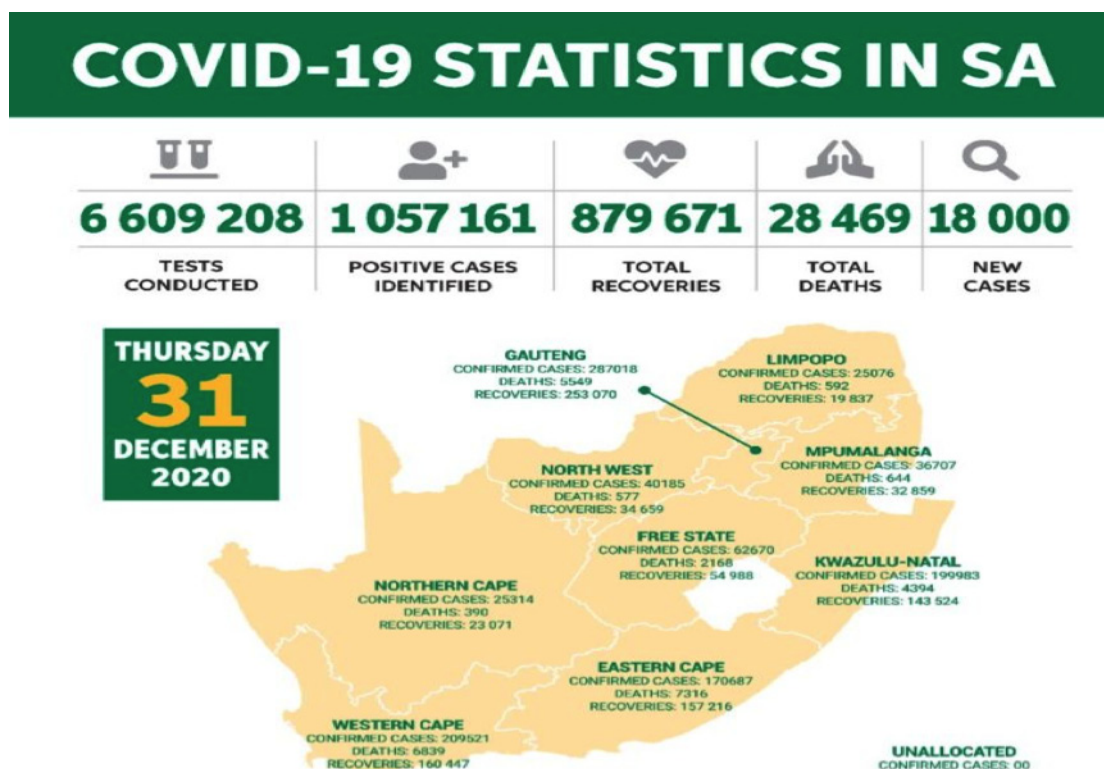 COVID-19 STATISTICS IN SA
6 609 208
TESTS
CONDUCTED
1 057 161
POSITIVE CASES
IDENTIFIED
879 671
TOTAL
RECOVERIES
28 469
TOTAL
DEATHS
18 000
NEW
CASES
THURSDAY
31
DECEMBER
2020
GAUTENG
CONFIRMED CASES: 287018
DEATHS: 5549
RECOVERIES: 253 070
LIMPOPO
CONFIRMED CASES: 25076
DEATHS: 592
RECOVERIES: 19 837
MPUMALANGA
CONFIRMED CASES: 36707
DEATHS: 644
RECOVERIES: 32 859
NORTH WEST
CONFIRMED CASES: 40185
DEATHS: 577
RECOVERIES: 34 659
FREE STATE
CONFIRMED CASES: 62670
DEATHS: 2168
RECOVERIES: 54 988
KWAZULU-NATAL
CONFIRMED CASES: 199983
DEATHS: 4394
RECOVERIES: 143 524
NORTHERN CAPE
CONFIRMED CASES: 25314
DEATHS: 390
RECOVERIES: 23 071
EASTERN CAPE
CONFIRMED CASES: 170687
DEATHS: 7316
RECOVERIES: 157 216
WESTERN CAPE
CONFIRMED CASES: 209521
DEATHS: 6839
RECOVERIES: 160 447
UNALLOCATED
CONFIRMED CASES: 00